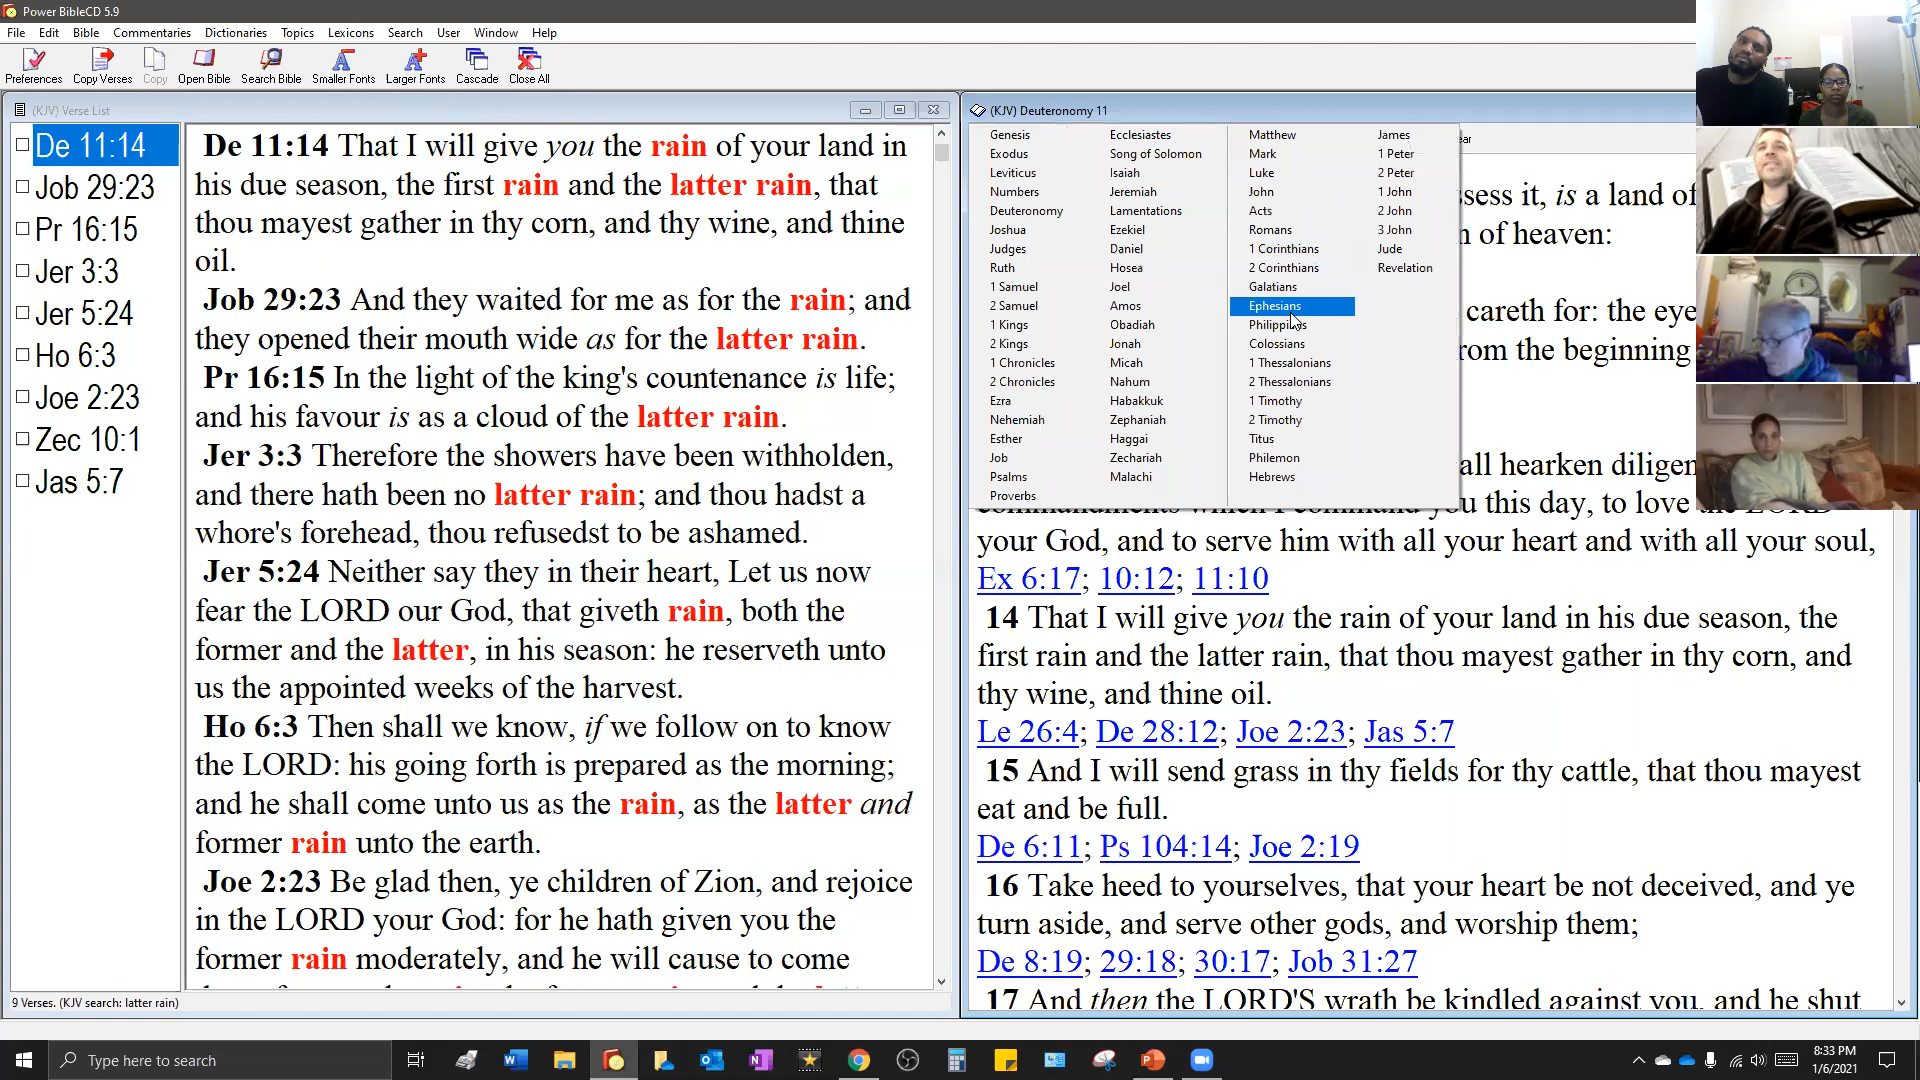 Power BibleCD 5.9
File Edit Bible Commentaries Dictionaries Topics Lexicons Search User Window Help
Preferences Copy Verses Copy Open Bible Search Bible Smaller Fonts Larger Fonts Cascade Close All
(KJV) Verse List
De 11:14
Job 29:23
Pr 16:15
Jer 3:3
Jer 5:24
Ho 6:3
Joe 2:23
Zec 10:1
Jas 5:7
De 11:14 That I will give you the rain of your land in
his due season, the first rain and the latter rain, that
thou mayest gather in thy corn, and thy wine, and thine
oil.
Job 29:23 And they waited for me as for the rain; and
they opened their mouth wide as for the latter rain.
Pr 16:15 In the light of the king's countenance is life;
and his favour is as a cloud of the latter rain.
Jer 3:3 Therefore the showers have been withholden,
and there hath been no latter rain; and thou hadst a
whore's forehead, thou refusedst to be ashamed.
Jer 5:24 Neither say they in their heart, Let us now
fear the LORD our God, that giveth rain, both the
former and the latter, in his season: he reserveth unto
us the appointed weeks of the harvest.
Ho 6:3 Then shall we know, if we follow on to know
the LORD: his going forth is prepared as the morning;
and he shall come unto us as the rain, as the latter and
former rain unto the earth.
Joe 2:23 Be glad then, ye children of Zion, and rejoice
in the LORD your God: for he hath given you the
former rain moderately, and he will cause to come
9 Verses. (KJV search: latter rain)
(KJV) Deuteronomy 11
Genesis
Exodus
Leviticus
Numbers
Deuteronomy
Joshua
Judges
Ruth
1 Samuel
2 Samuel
1 Kings
2 Kings
1 Chronicles
2 Chronicles
Ezra
Nehemiah
Esther
Job
Psalms
Proverbs
Ecclesiastes
Song of Solomon
Isaiah
Jeremiah
Lamentations
Ezekiel
Daniel
Hosea
Joel
Amos
Obadiah
Jonah
Micah
Nahum
Habakkuk
Zephaniah
Haggai
Zechariah
Malachi
Matthew
Mark
Luke
John
Acts
Romans
1 Corinthians
2 Corinthians
Galatians
Ephesians
Philippians
Colossians
1 Thessalonians
2 Thessalonians
1 Timothy
2 Timothy
Titus
Philemon
Hebrews
James
1 Peter
2 Peter
1 John
2 John
3 John
Jude
Revelation
ssess it, is a land of
n of heaven:
careth for: the eye
rom the beginning
all hearken diligen
commandments which I command you this day, to love the LORD
your God, and to serve him with all your heart and with all your soul,
Ex 6:17; 10:12; 11:10
14 That I will give you the rain of your land in his due season, the
first rain and the latter rain, that thou mayest gather in thy corn, and
thy wine, and thine oil.
Le 26:4; De 28:12; Joe 2:23; Jas 5:7
15 And I will send grass in thy fields for thy cattle, that thou mayest
eat and be full.
De 6:11; Ps 104:14; Joe 2:19
16 Take heed to yourselves, that your heart be not deceived, and ye
turn aside, and serve other gods, and worship them;
De 8:19; 29:18; 30:17; Job 31:27
17 And then the LORD'S wrath be kindled against you, and he shut
Type here to search
8:33 PM
1/6/2021